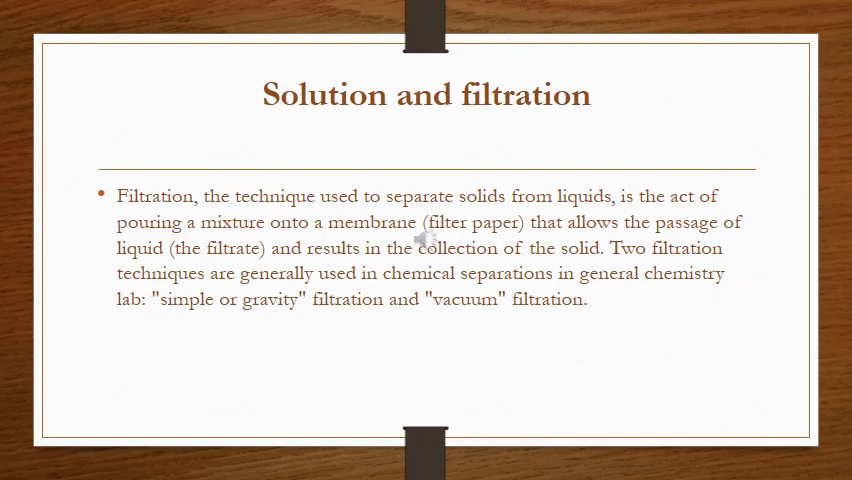 Solution and filtration
• Filtration, the technique used to separate solids from liquids, is the act of
pouring a mixture onto a membrane (filter paper) that allows the passage of
liquid (the filtrate) and results in the collection of the solid. Two filtration
techniques are generally used in chemical separations in general chemistry
lab: "simple or gravity" filtration and "vacuum" filtration.